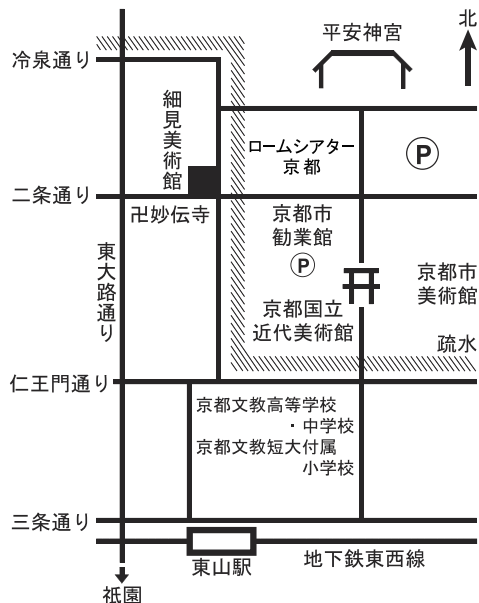 北
平安神宮
冷泉通り
細見美術館
ロームシアター
京都
P
二条通り
卍妙伝寺
京都市
勧業館
P
東大路通り
京都市
美術館
京都国立
近代美術館
疏水
仁王門通り
京都文教高等学校
・中学校
京都文教短大付属
小学校
三条通り
東山駅
地下鉄東西線
祇園